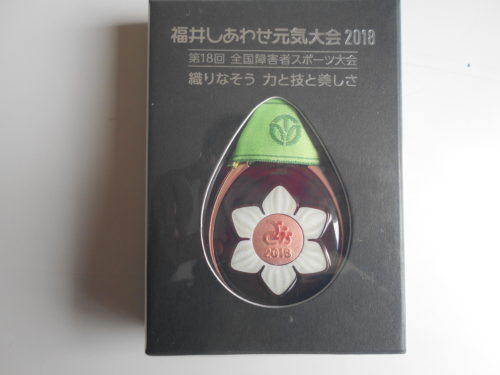 福井しあわせ元気大会2018
第18回 全国障害者スポーツ大会
織りなそう 力と技と美しさ
2018